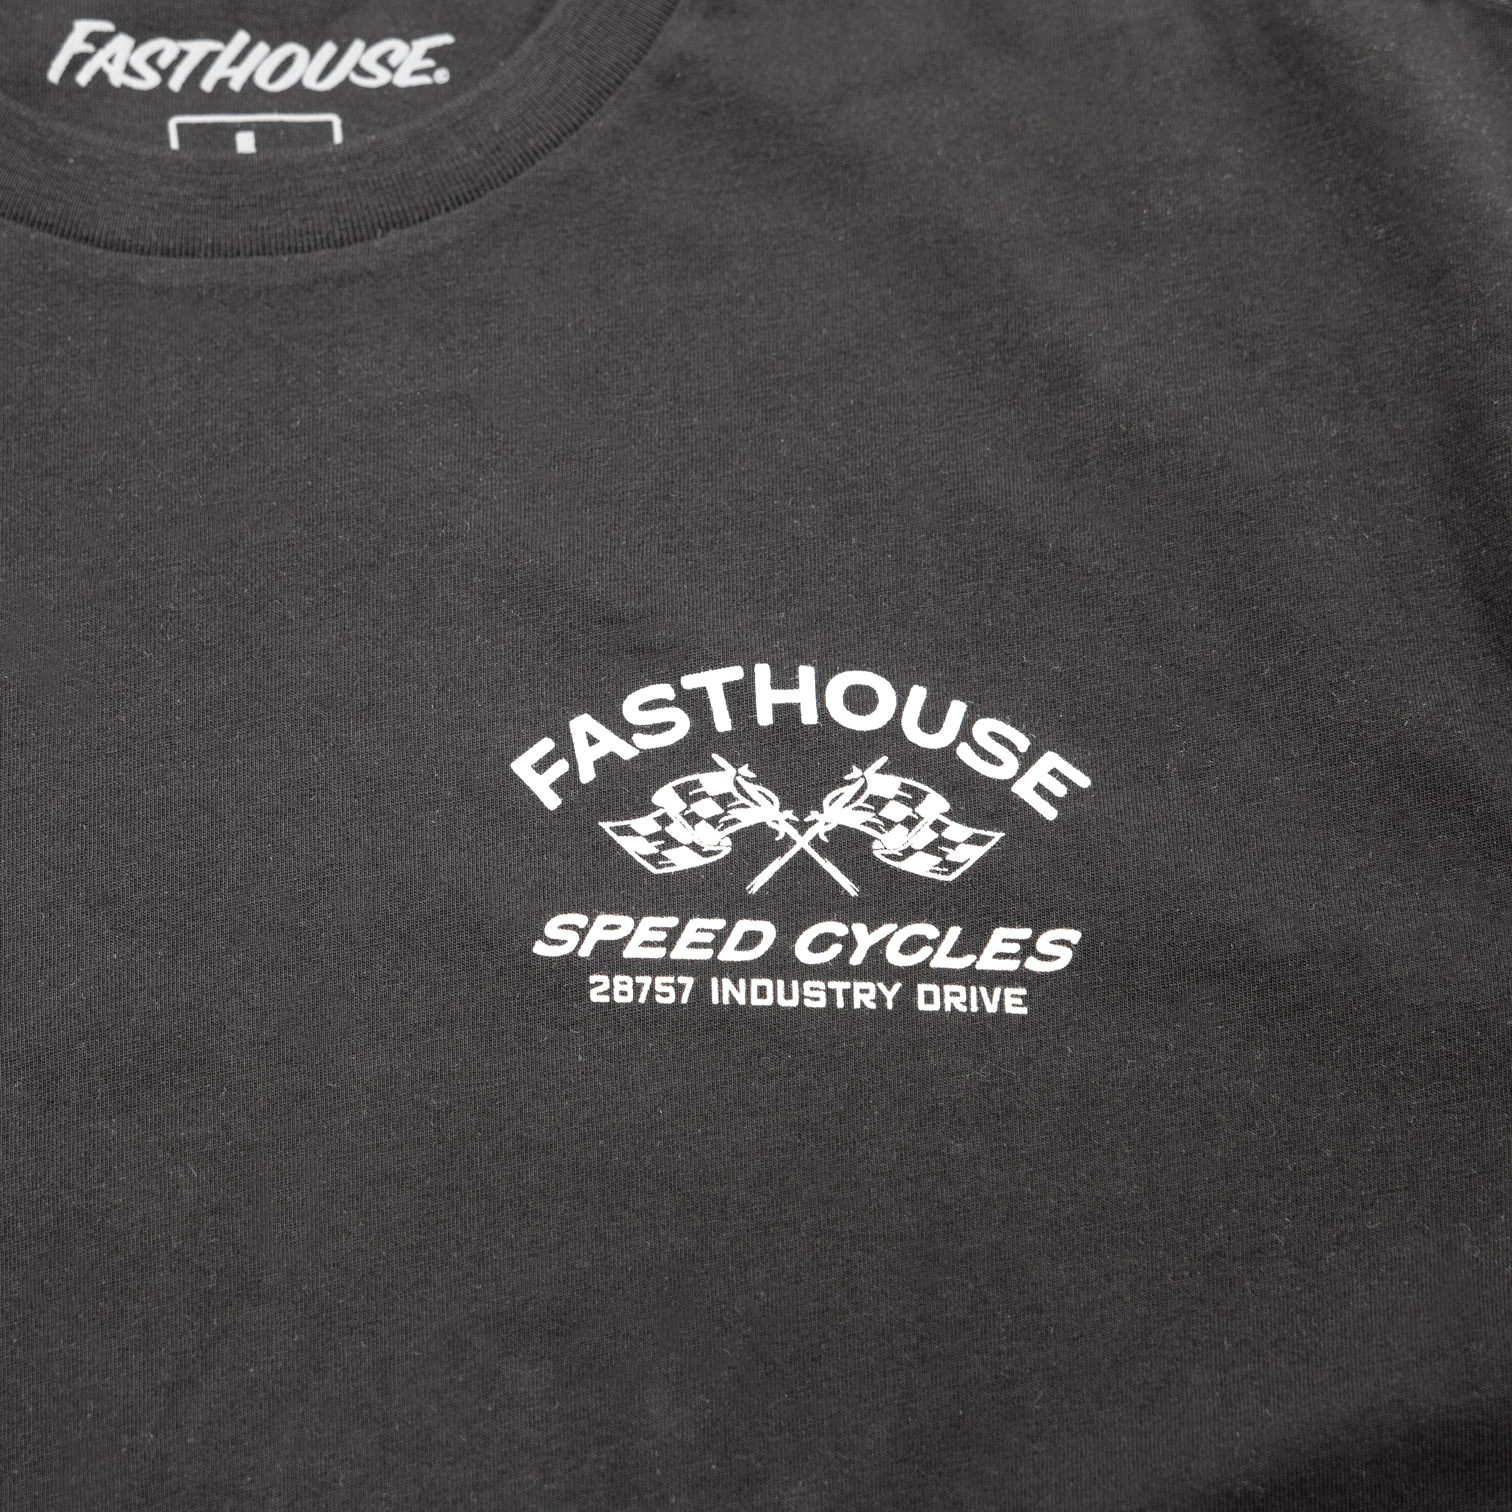 FASTHOUSE®
FASTHOUSE
SPEED CYCLES
28757 INDUSTRY DRIVE